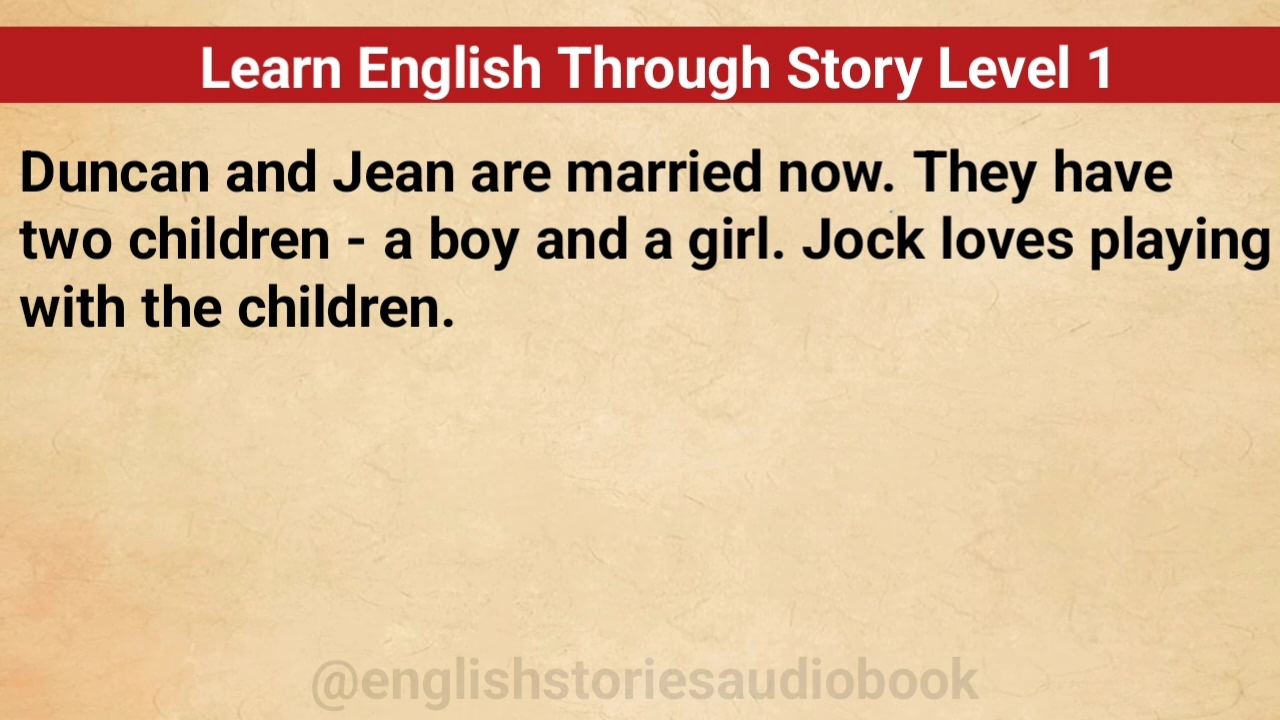 Learn English Through Story Level 1
Duncan and Jean are married now. They have
two children - a boy and a girl. Jock loves playing
with the children.
@englishstoriesaudiobook